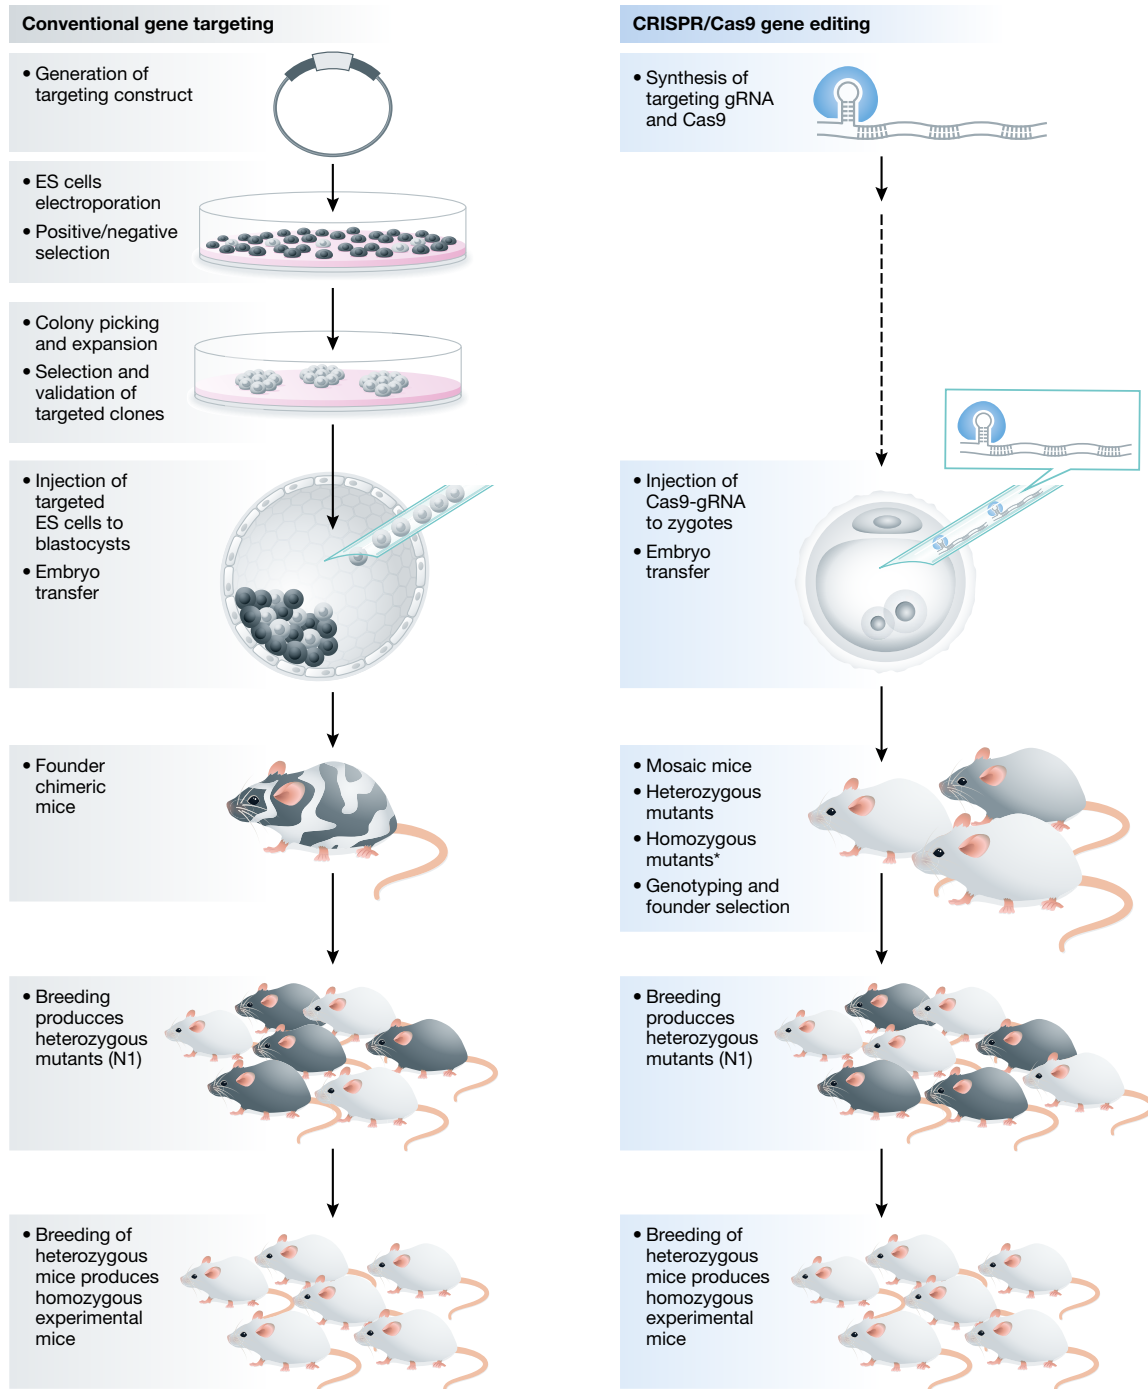 Conventional gene targeting
• Generation of
targeting construct
• ES cells
electroporation
• Positive/negative
selection
• Colony picking
and expansion
• Selection and
validation of
targeted clones
• Injection of
targeted
ES cells to
blastocysts
• Embryo
transfer
• Founder
chimeric
mice
• Breeding
producces
heterozygous
mutants (N1)
• Breeding of
heterozygous
mice produces
homozygous
experimental
mice
CRISPR/Cas9 gene editing
• Synthesis of
targeting gRNA
and Cas9
• Injection of
Cas9-gRNA
to zygotes
• Embryo
transfer
• Mosaic mice
• Heterozygous
mutants
• Homozygous
mutants*
• Genotyping and
founder selection
• Breeding
producces
heterozygous
mutants (N1)
• Breeding of
heterozygous
mice produces
homozygous
experimental
mice